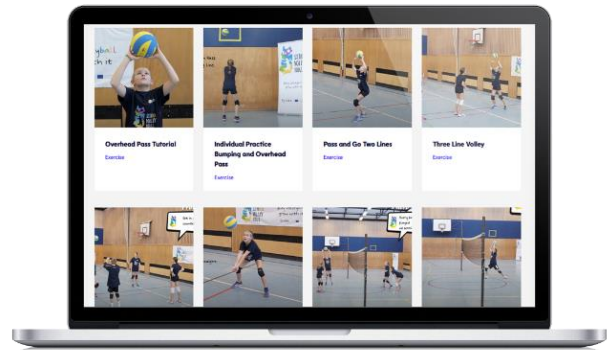 Overhead Pass Tutorial
Exercise
Individual Practice
Bumping and Overhead
Pass
Exercise
Pass and Go Two Lines
Exercise
Three Line Volley
Exercise